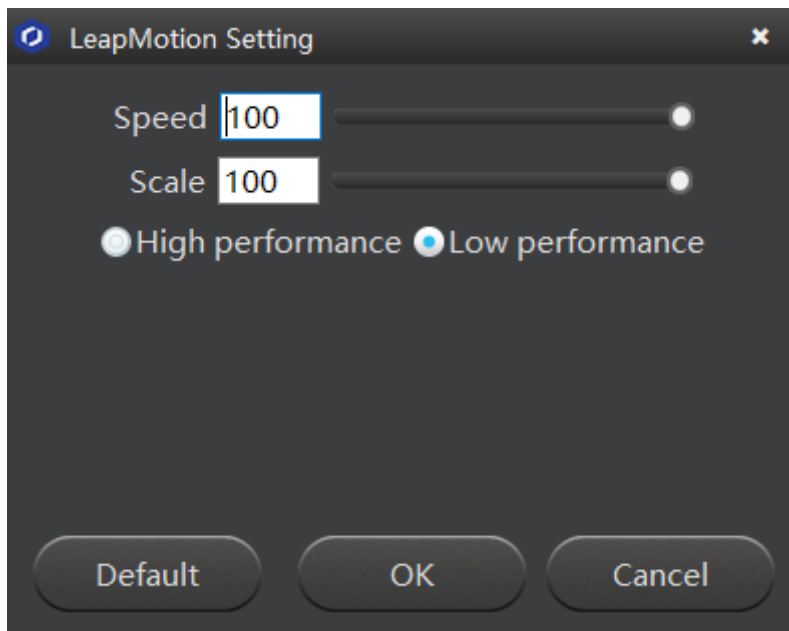 LeapMotion Setting
Speed 100
Scale 100
High performance Low performance
Default OK Cancel